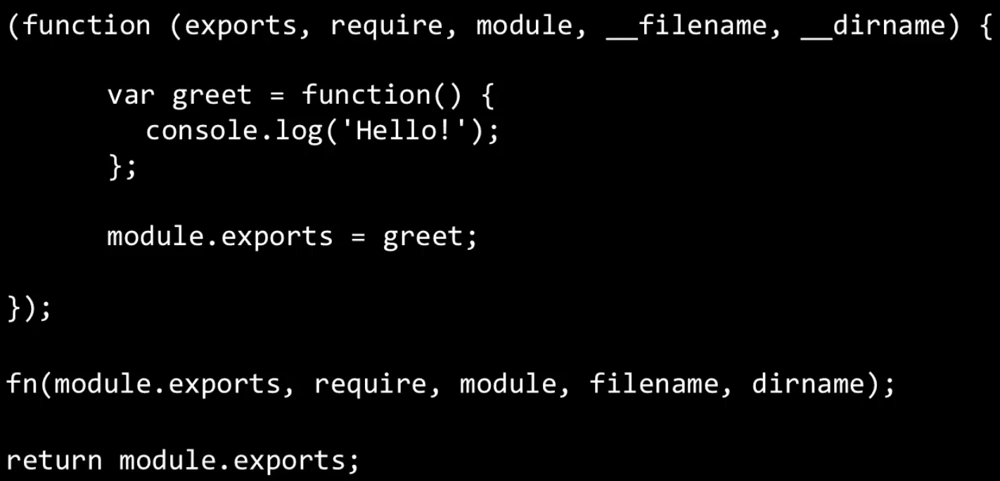 (function (exports, require, module, __filename, __dirname) {
var greet = function() {
console.log('Hello!');
};
module.exports = greet;
});
fn(module.exports, require, module, filename, dirname);
return module.exports;